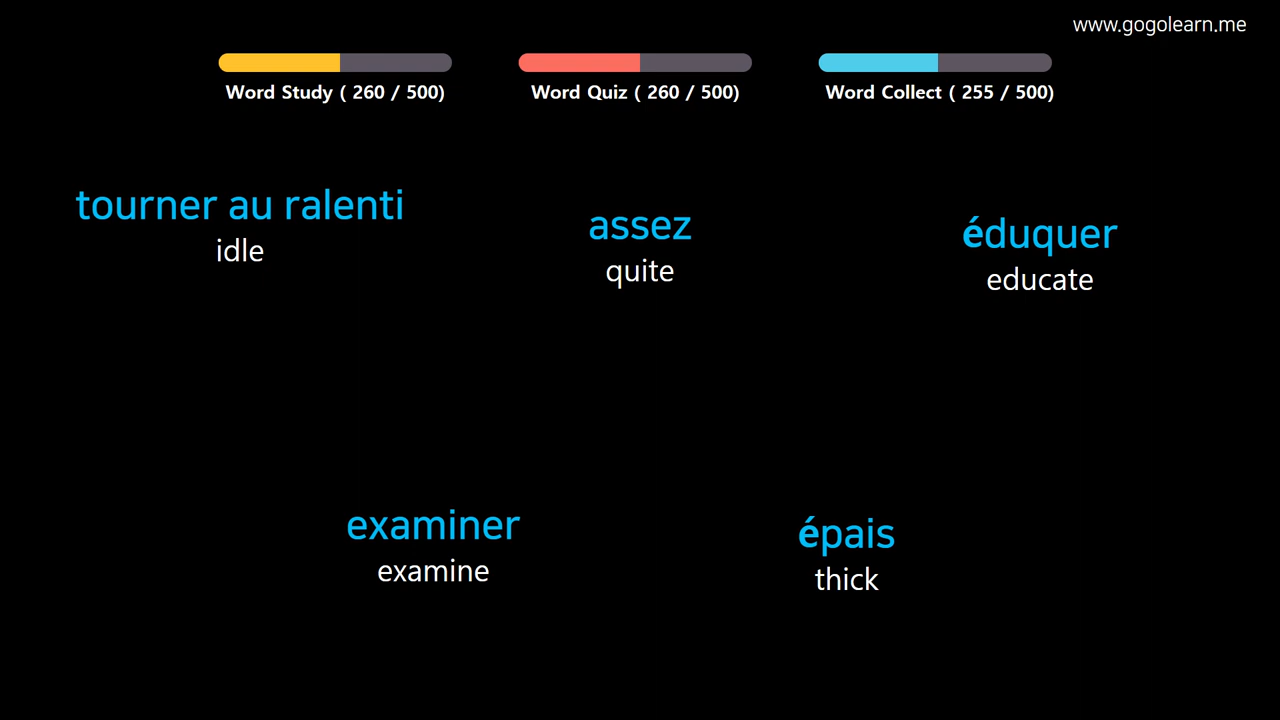 www.gogolearn.me
Word Study ( 260 / 500)
Word Quiz ( 260 / 500)
Word Collect ( 255 / 500)
tourner au ralenti
idle
assez
quite
éduquer
educate
examiner
examine
épais
thick